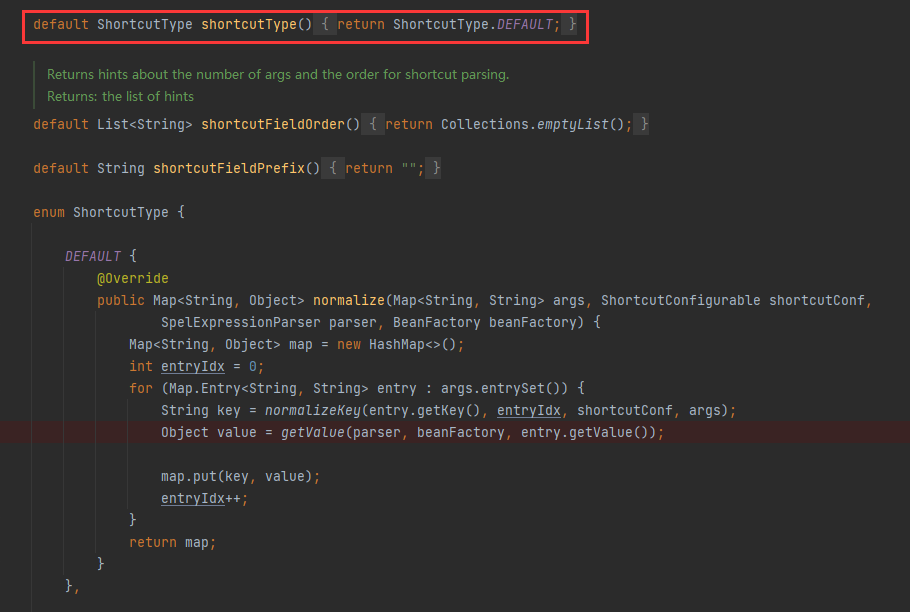 default ShortcutType shortcutType() { return ShortcutType.DEFAULT; }
Returns hints about the number of args and the order for shortcut parsing.
Returns: the list of hints
default List<String> shortcutFieldOrder() { return Collections.emptyList(); }
default String shortcutFieldPrefix() { return ""; }
enum ShortcutType {
DEFAULT {
@Override
public Map<String, Object> normalize(Map<String, String> args, ShortcutConfigurable shortcutConf,
SpelExpressionParser parser, BeanFactory beanFactory) {
Map<String, Object> map = new HashMap<>();
int entryIdx = 0;
for (Map.Entry<String, String> entry : args.entrySet()) {
String key = normalizeKey(entry.getKey(), entryIdx, shortcutConf, args);
Object value = getValue(parser, beanFactory, entry.getValue());
map.put(key, value);
entryIdx++;
}
return map;
}
},